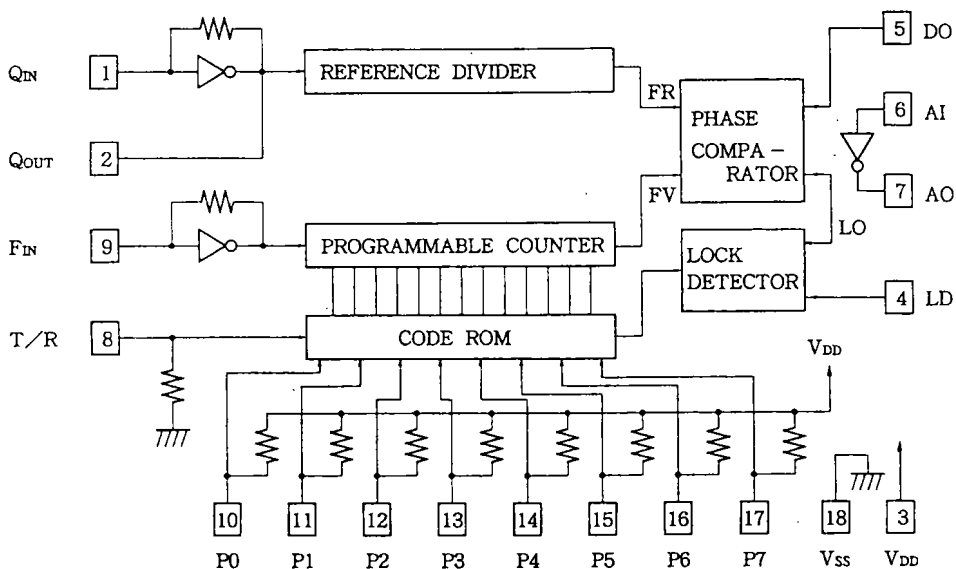 5 DO
QIN 1 REFERENCE DIVIDER
FR
PHASE
COMPA-
RATOR
6 AI
QOUT 2
FV
7 AO
FIN 9 PROGRAMMABLE COUNTER
LO
LOCK
DETECTOR
4 LD
T/R 8 CODE ROM
VDD
10 11 12 13 14 15 16 17 18 3
P0 P1 P2 P3 P4 P5 P6 P7 VSS VDD